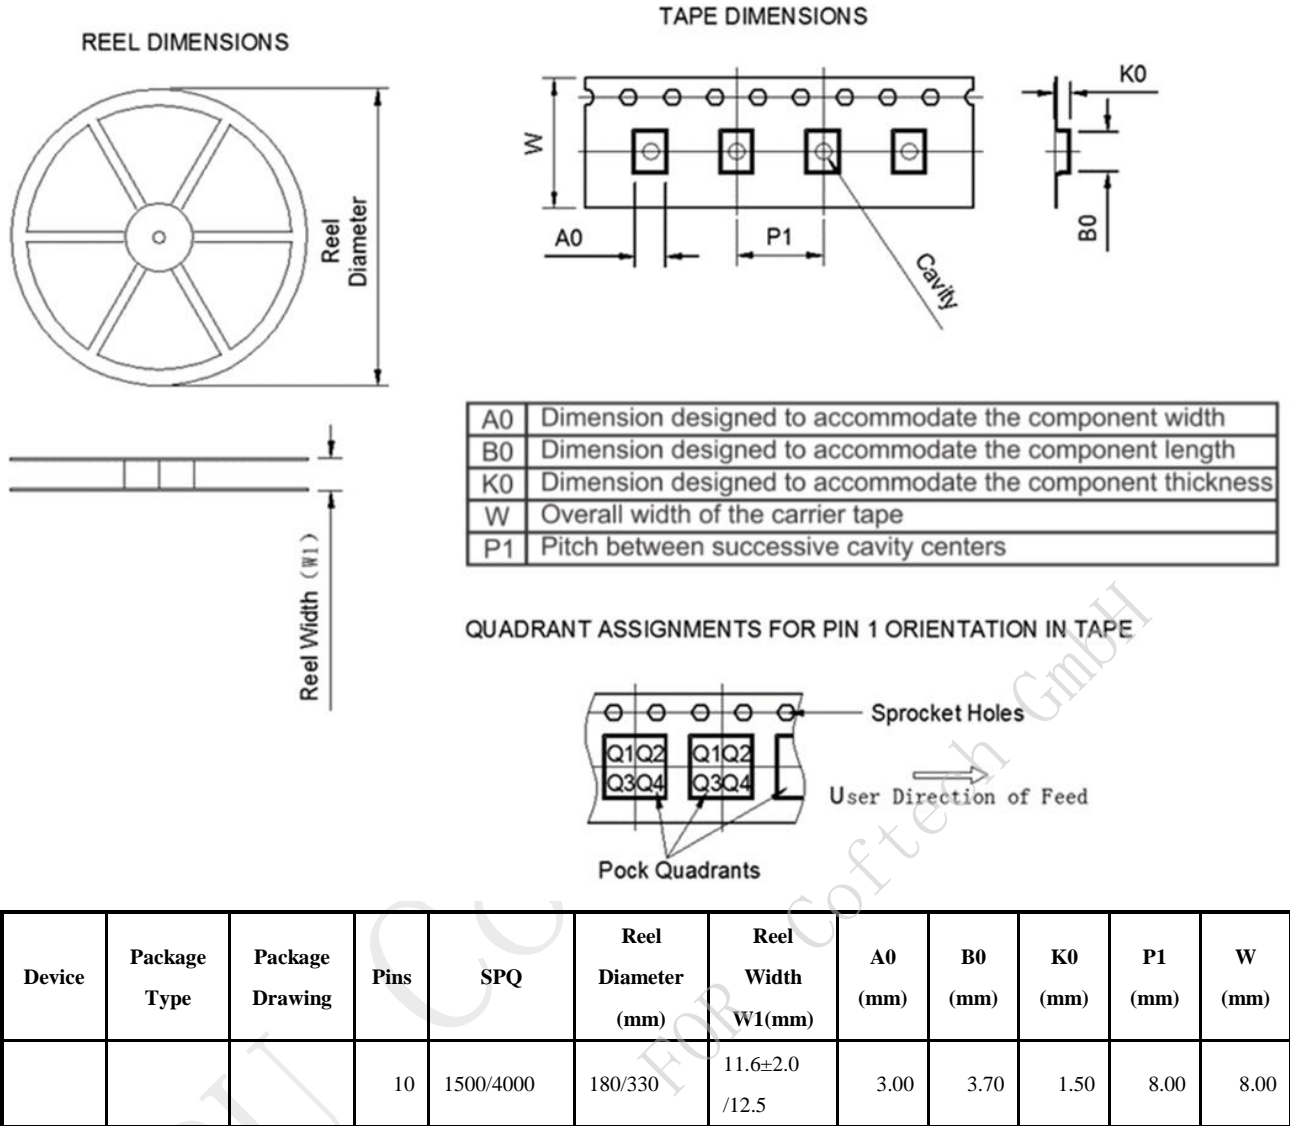 REEL DIMENSIONS
Reel
Diameter
Reel Width (W1)
TAPE DIMENSIONS
W
A0
P1
Cavity
K0
B0
A0 Dimension designed to accommodate the component width
B0 Dimension designed to accommodate the component length
K0 Dimension designed to accommodate the component thickness
W Overall width of the carrier tape
P1 Pitch between successive cavity centers
QUADRANT ASSIGNMENTS FOR PIN 1 ORIENTATION IN TAPE
Sprocket Holes
Q1 Q2 Q1 Q2
Q3 Q4 Q3 Q4
User Direction of Feed
Pock Quadrants
FOR Coftech GmbH
Device Package Type Package Drawing Pins SPQ Reel Diameter (mm) Reel Width W1(mm) A0 (mm) B0 (mm) K0 (mm) P1 (mm) W (mm)
10 1500/4000 180/330 11.6±2.0 /12.5 3.00 3.70 1.50 8.00 8.00